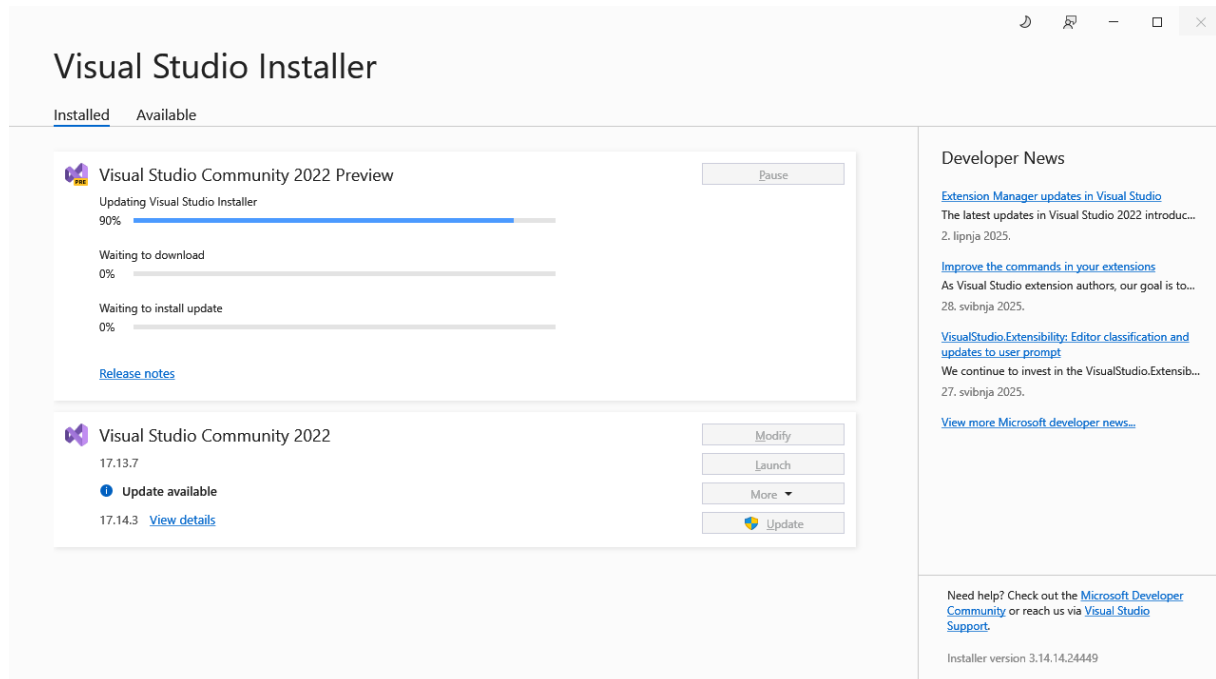 Visual Studio Installer
Installed
Available
Visual Studio Community 2022 Preview
Pause
Updating Visual Studio Installer
90%
Waiting to download
0%
Waiting to install update
0%
Release notes
PRE
Visual Studio Community 2022
Modify
17.13.7
Launch
Update available
More
17.14.3 View details
Update
Developer News
Extension Manager updates in Visual Studio
The latest updates in Visual Studio 2022 introduc...
2. lipnja 2025.
Improve the commands in your extensions
As Visual Studio extension authors, our goal is to...
28. svibnja 2025.
VisualStudio.Extensibility: Editor classification and
updates to user prompt
We continue to invest in the VisualStudio.Extensib...
27. svibnja 2025.
View more Microsoft developer news...
Need help? Check out the Microsoft Developer
Community or reach us via Visual Studio
Support.
Installer version 3.14.14.24449